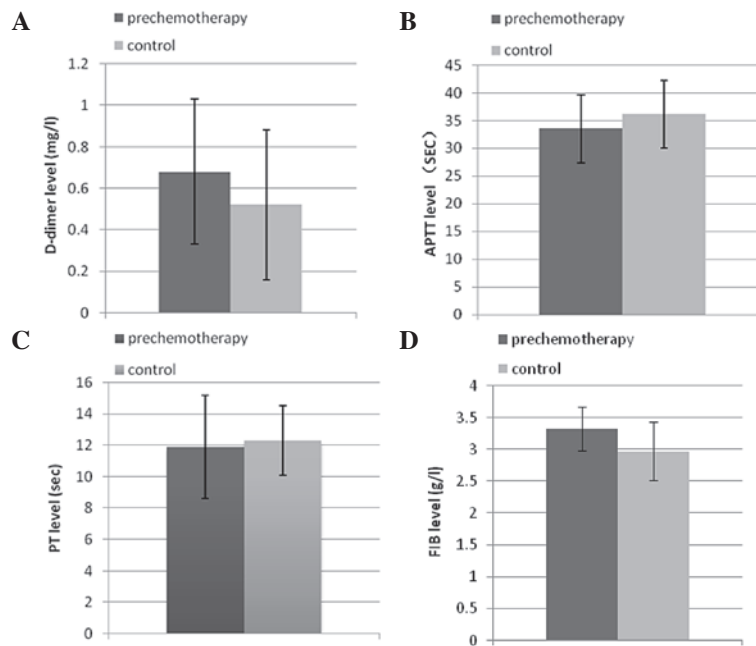 A
prechemotherapy
control
D-dimer level (mg/l)
1.2
1
0.8
0.6
0.4
0.2
0
B
prechemotherapy
control
APTT level （SEC）
45
40
35
30
25
20
15
10
5
0
C
prechemotherapy
control
PT level (sec)
16
14
12
10
8
6
4
2
0
D
prechemotherapy
control
FIB level (g/l)
4
3.5
3
2.5
2
1.5
1
0.5
0